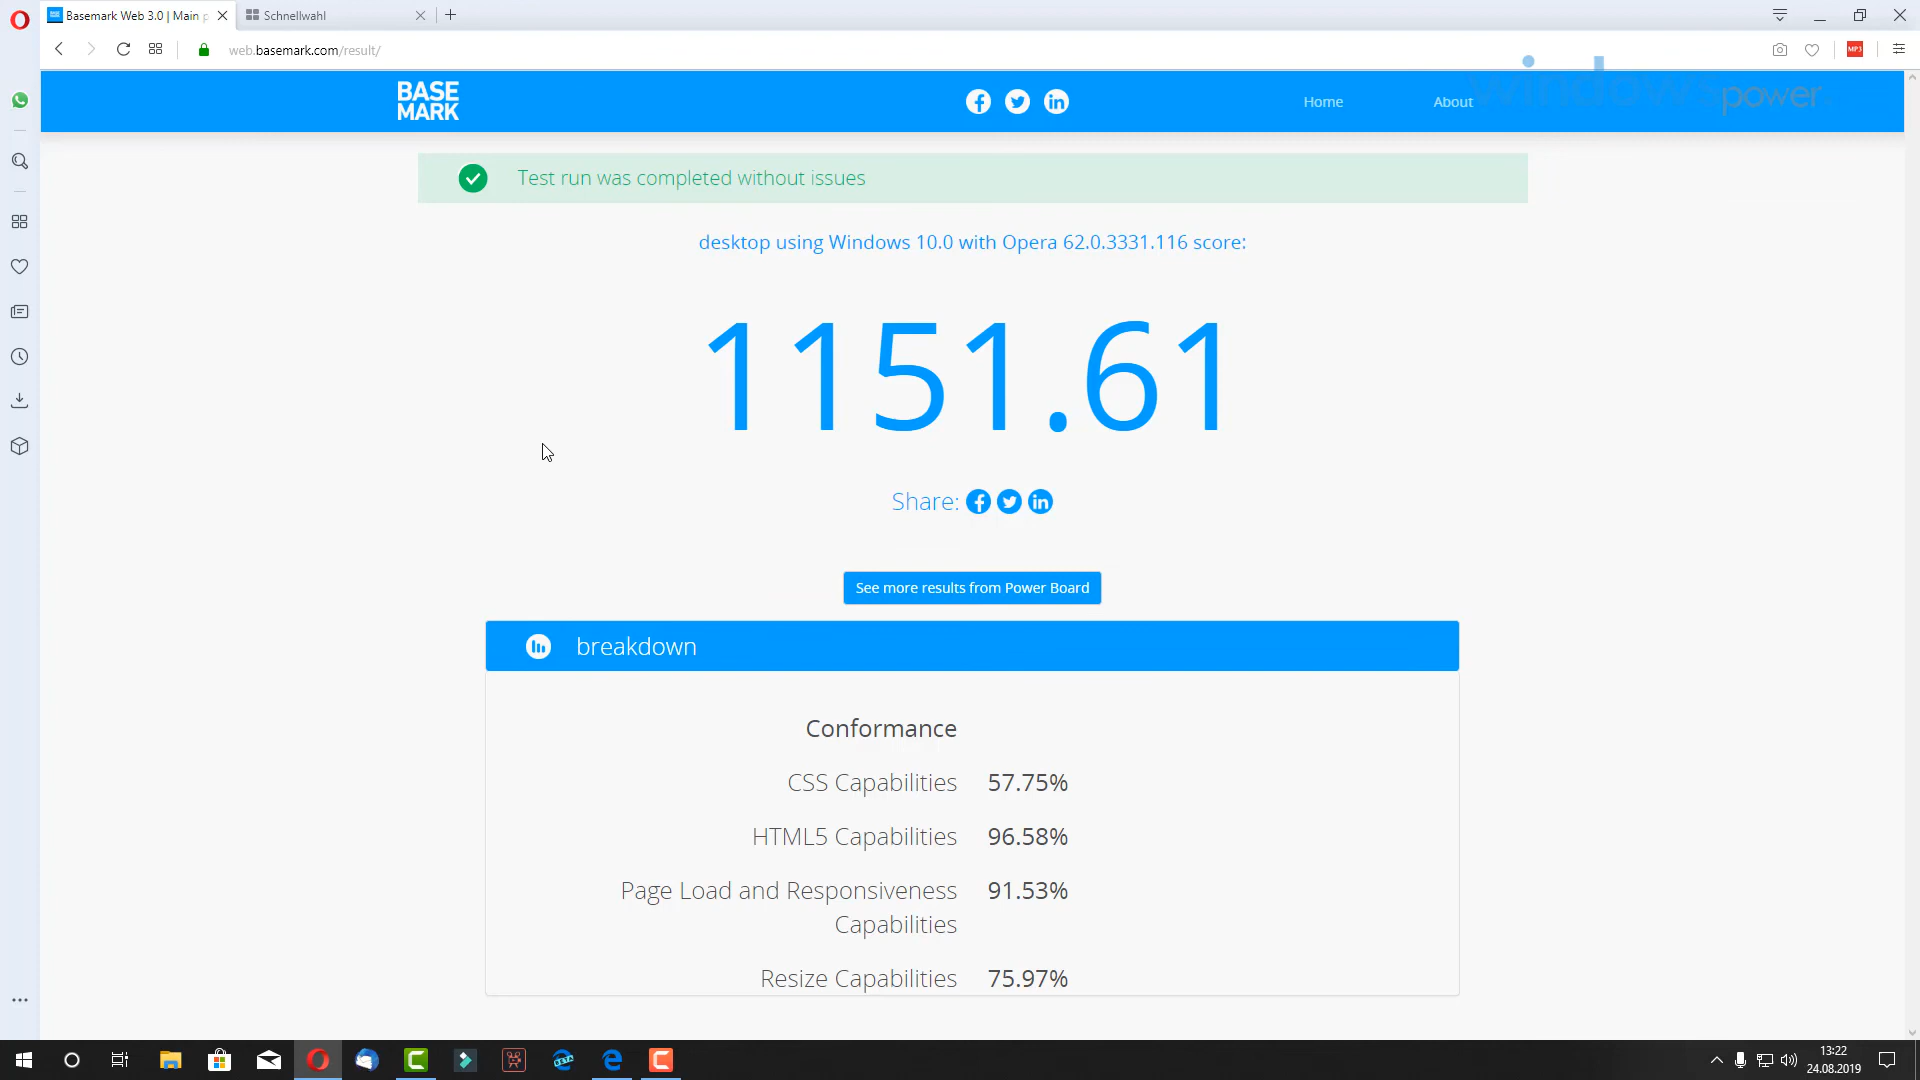 Basemark Web 3.0 | Main p
Schnellwahl
web.basemark.com/result/
MP3
BASE
MARK
Home
About
windowspower
Test run was completed without issues
desktop using Windows 10.0 with Opera 62.0.3331.116 score:
1151.61
Share:
See more results from Power Board
breakdown
Conformance
CSS Capabilities 57.75%
HTML5 Capabilities 96.58%
Page Load and Responsiveness 91.53%
Capabilities
Resize Capabilities 75.97%
BETA
13:22
24.08.2019